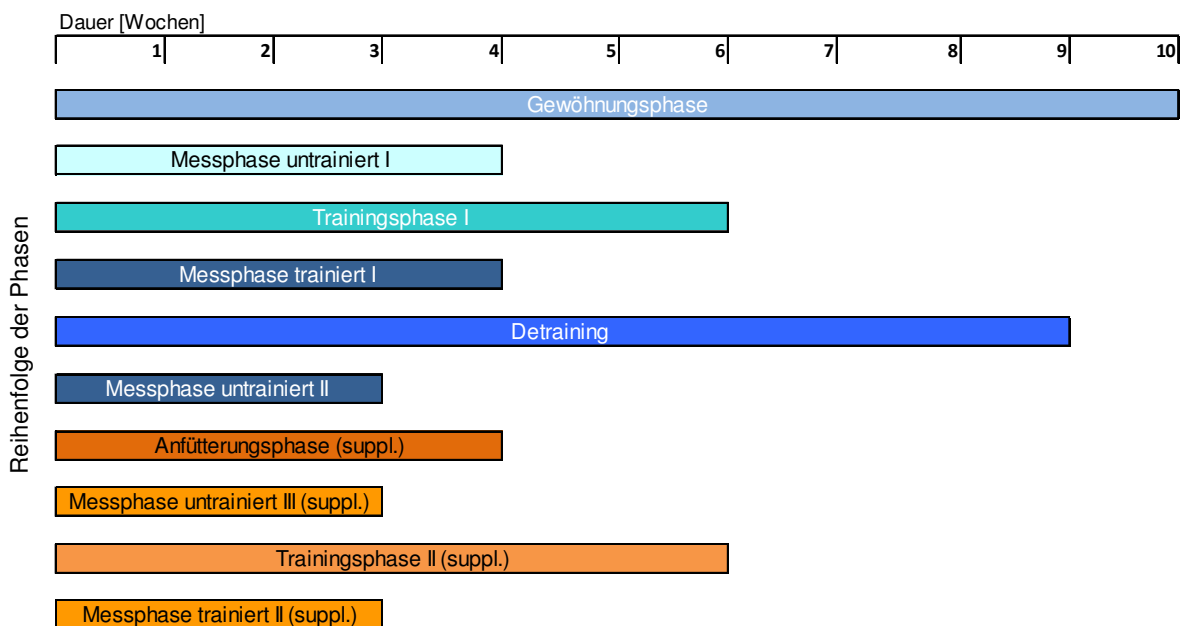 Dauer [Wochen]
1 2 3 4 5 6 7 8 9 10
Gewöhnungsphase
Messphase untrainiert I
Trainingsphase I
Messphase trainiert I
Detraining
Messphase untrainiert II
Anfütterungsphase (suppl.)
Messphase untrainiert III (suppl.)
Trainingsphase II (suppl.)
Messphase trainiert II (suppl.)
Reihenfolge der Phasen